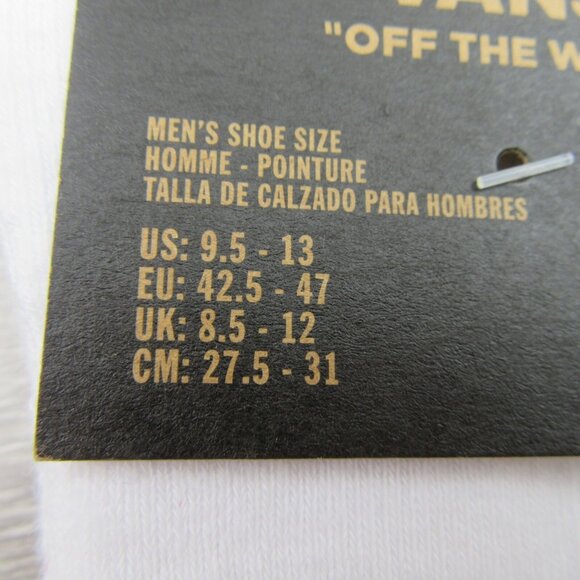 "OFF THE W
MEN'S SHOE SIZE
HOMME - POINTURE
TALLA DE CALZADO PARA HOMBRES
US: 9.5 - 13
EU: 42.5 - 47
UK: 8.5 - 12
CM: 27.5 - 31